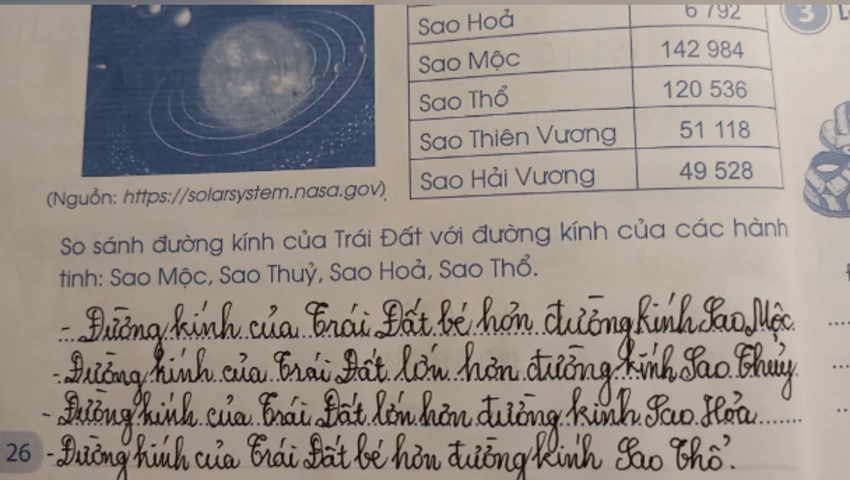 3 L
Sao Hoả 6 792
Sao Mộc 142 984
Sao Thổ 120 536
Sao Thiên Vương 51 118
Sao Hải Vương 49 528
(Nguồn: https://solarsystem.nasa.gov)
So sánh đường kính của Trái Đất với đường kính của các hành
tinh: Sao Mộc, Sao Thuỷ, Sao Hoả, Sao Thổ.
- Đường kính của Trái Đất bé hơn đường kính Sao Mộc.
- Đường kính của Trái Đất lớn hơn đường kính Sao Thủy
- Đường kính của Trái Đất lớn hơn đường kính Sao Hỏa
- Đường kính của Trái Đất bé hơn đường kính Sao Thổ.
26